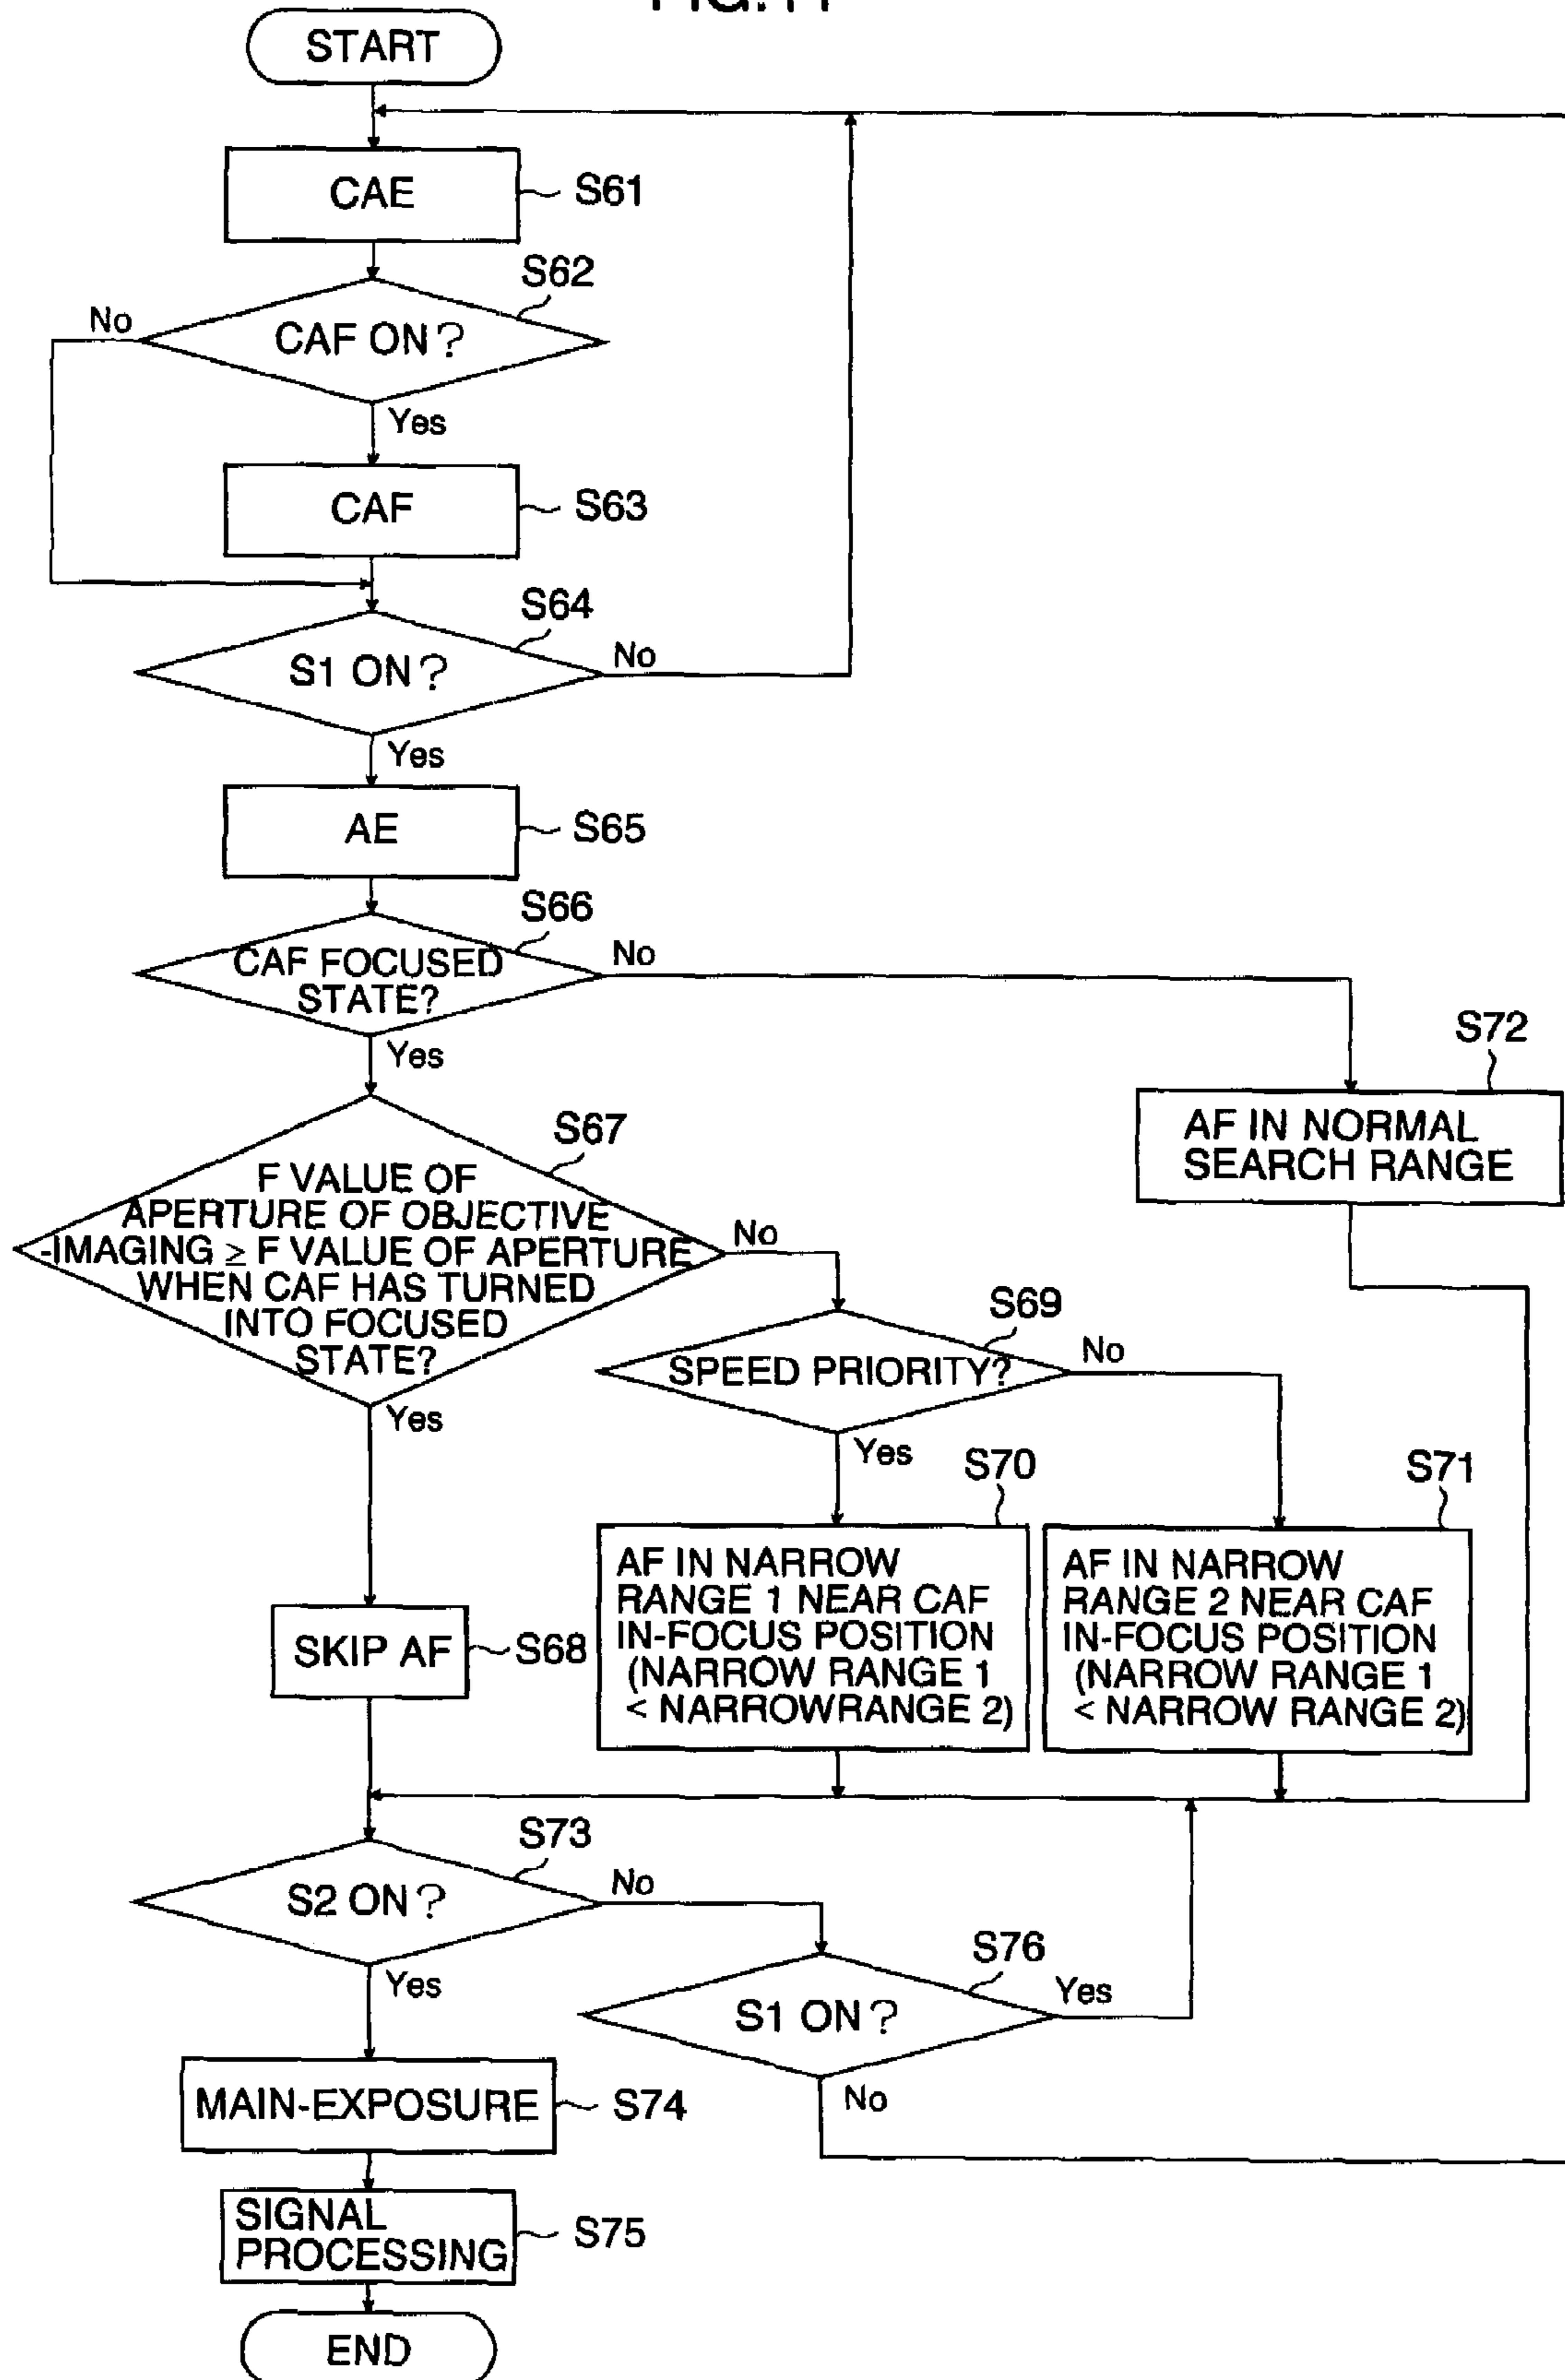 START
CAE
S61
S62
No
CAF ON?
Yes
CAF
S63
S64
S1 ON?
No
Yes
AE
S65
S66
CAF FOCUSED
STATE?
No
Yes
S72
AF IN NORMAL
SEARCH RANGE
S67
F VALUE OF
APERTURE OF OBJECTIVE
-IMAGING ≥ F VALUE OF APERTURE
WHEN CAF HAS TURNED
INTO FOCUSED
STATE?
No
Yes
S69
SPEED PRIORITY?
No
Yes
S70
S71
AF IN NARROW
RANGE 1 NEAR CAF
IN-FOCUS POSITION
(NARROW RANGE 1
< NARROWRANGE 2)
AF IN NARROW
RANGE 2 NEAR CAF
IN-FOCUS POSITION
(NARROW RANGE 1
< NARROW RANGE 2)
SKIP AF
S68
S73
S2 ON?
No
Yes
S76
S1 ON?
Yes
No
MAIN-EXPOSURE
S74
SIGNAL
PROCESSING
S75
END